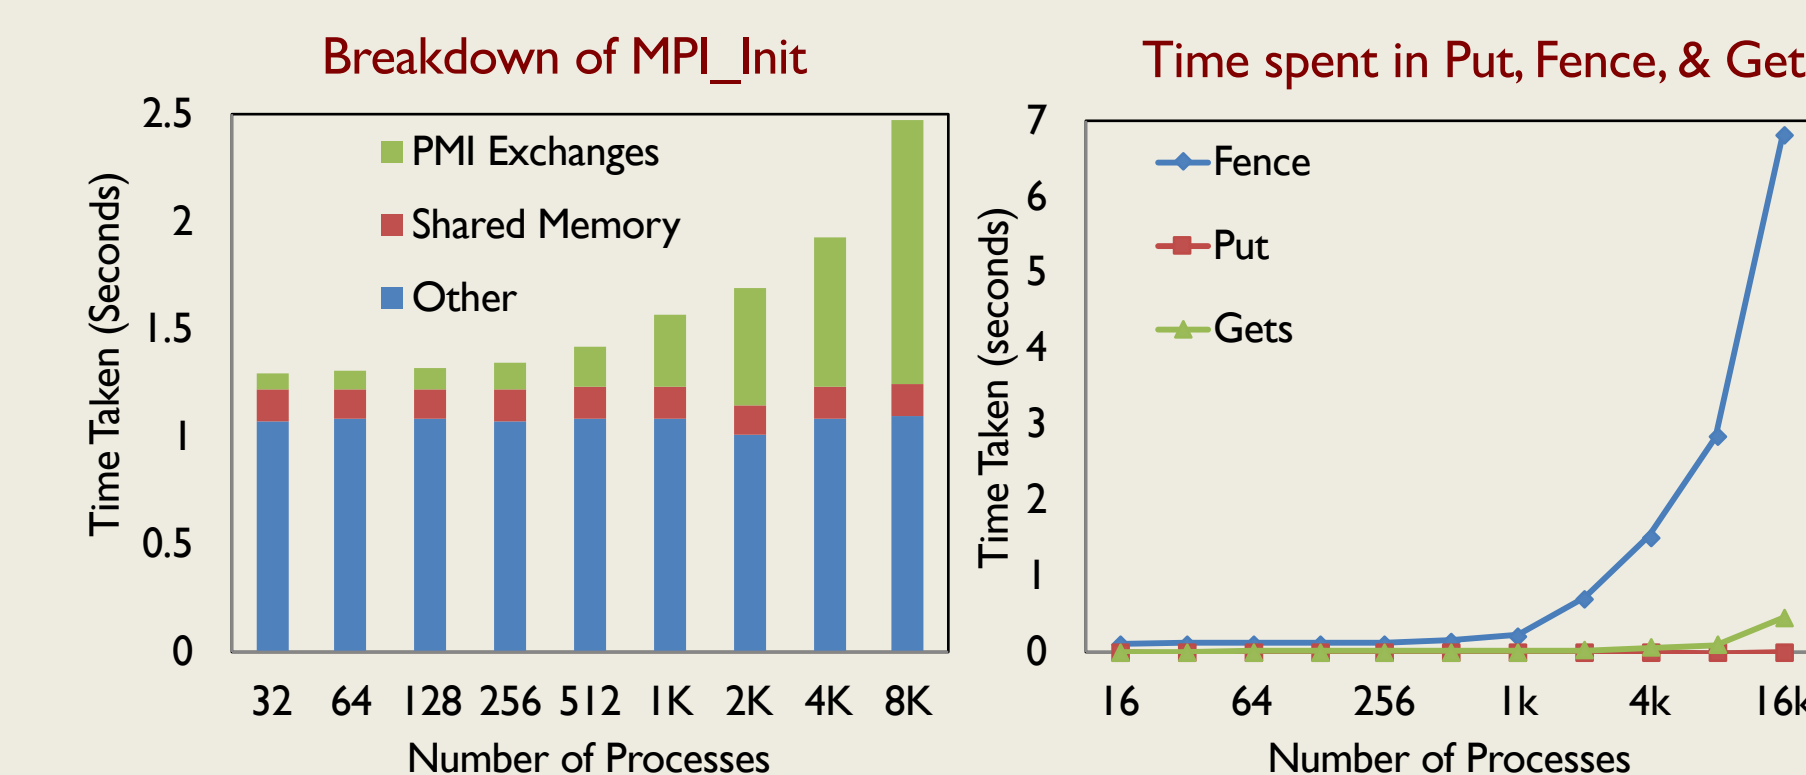 Breakdown of MPI_Init
2.5
2
1.5
1
0.5
0
Time Taken (Seconds)
PMI Exchanges
Shared Memory
Other
32 64 128 256 512 1K 2K 4K 8K
Number of Processes
Time spent in Put, Fence, & Get
7
6
5
4
3
2
1
0
Time Taken (seconds)
Fence
Put
Gets
16 64 256 1k 4k 16k
Number of Processes